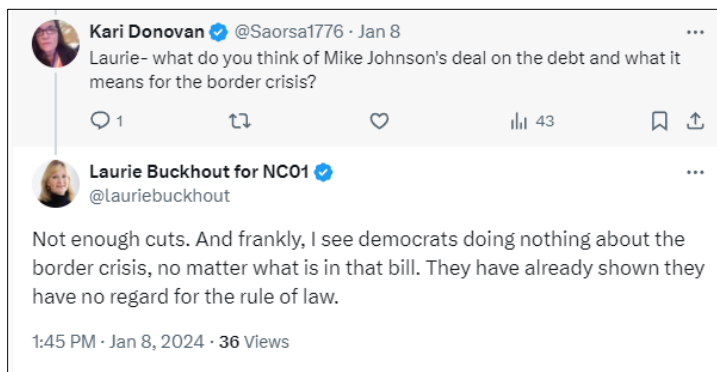 Kari Donovan @Saorsa1776 · Jan 8
Laurie- what do you think of Mike Johnson's deal on the debt and what it
means for the border crisis?
1 43
Laurie Buckhout for NC01
@lauriebuckhout
Not enough cuts. And frankly, I see democrats doing nothing about the
border crisis, no matter what is in that bill. They have already shown they
have no regard for the rule of law.
1:45 PM · Jan 8, 2024 · 36 Views